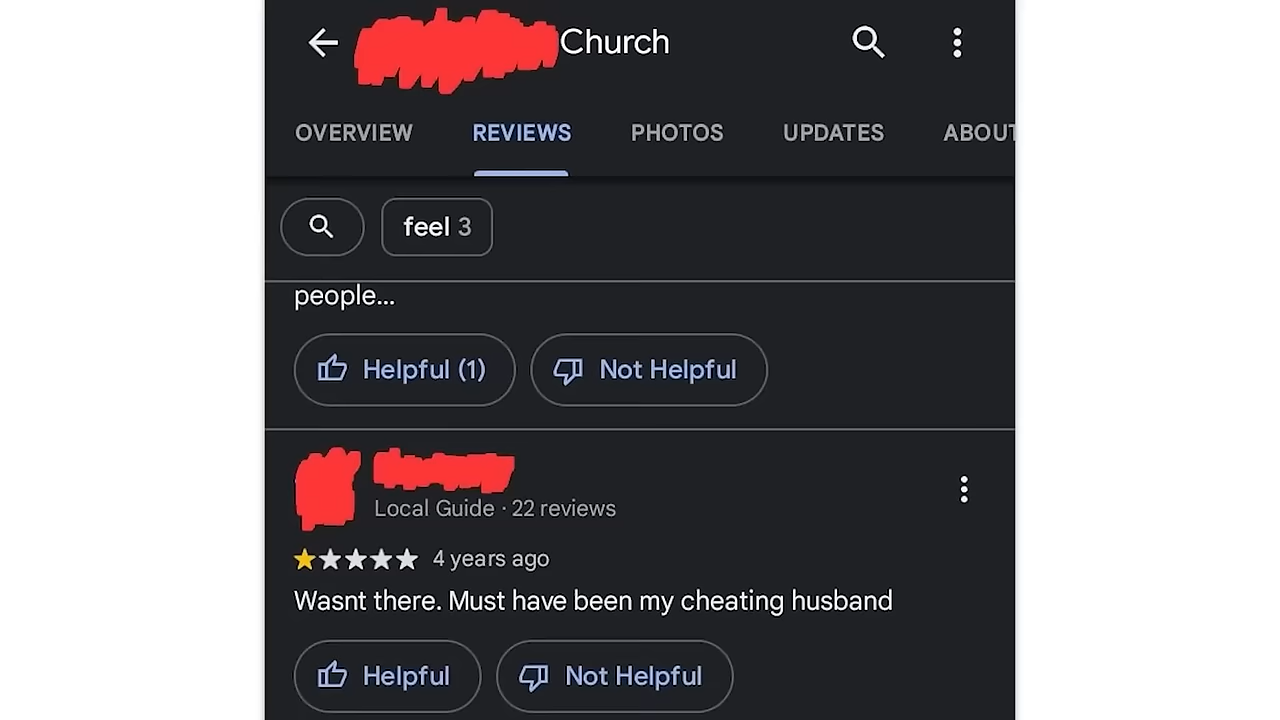 Church
OVERVIEW REVIEWS PHOTOS UPDATES ABOUT
feel 3
people...
Helpful (1) Not Helpful
Local Guide · 22 reviews
4 years ago
Wasnt there. Must have been my cheating husband
Helpful Not Helpful